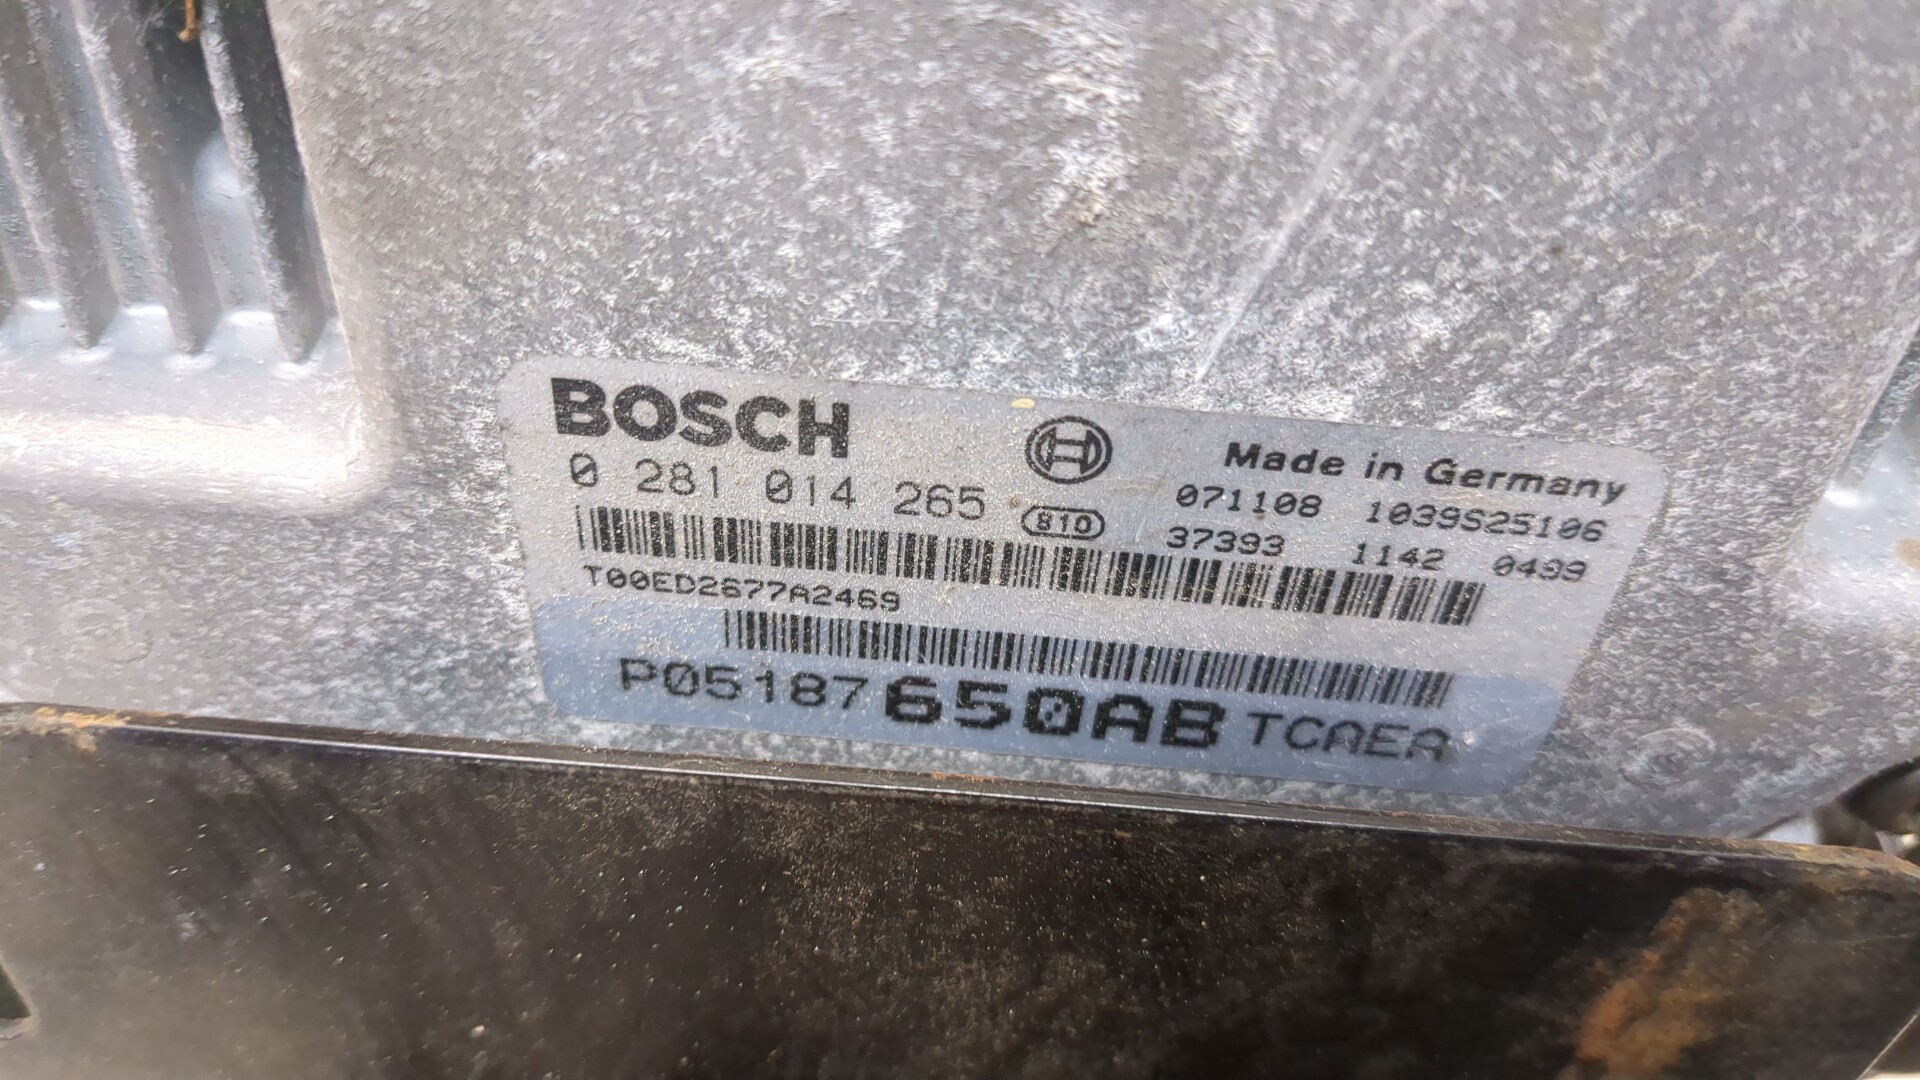 BOSCH
Made in Germany
0 281 014 265
810
071108 1039S25106
37393 1142 0499
T00ED2677A2469
P05187650AB TCAEA